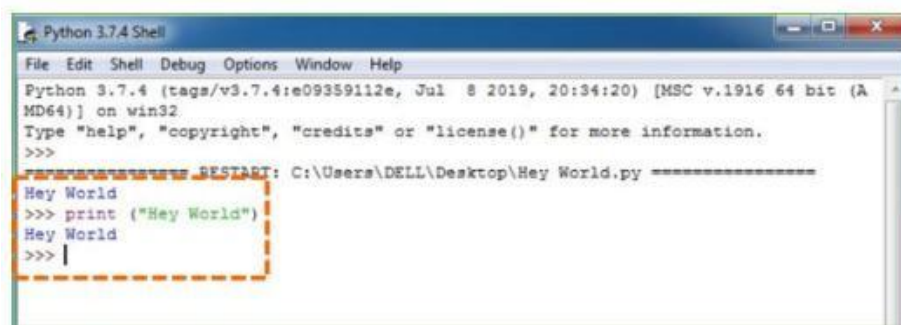 Python 3.7.4 Shell
File Edit Shell Debug Options Window Help
Python 3.7.4 (tags/v3.7.4:e09359112e, Jul  8 2019, 20:34:20) [MSC v.1916 64 bit (A
MD64)] on win32
Type "help", "copyright", "credits" or "license()" for more information.
>>>
================ RESTART: C:\Users\DELL\Desktop\Hey World.py ================
Hey World
>>> print ("Hey World")
Hey World
>>>